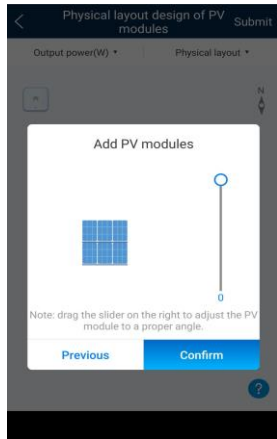 Physical layout design of PV
modules
Submit
Output power(W)
Physical layout
N
Add PV modules
0
Note: drag the slider on the right to adjust the PV
module to a proper angle.
Previous
Confirm
?